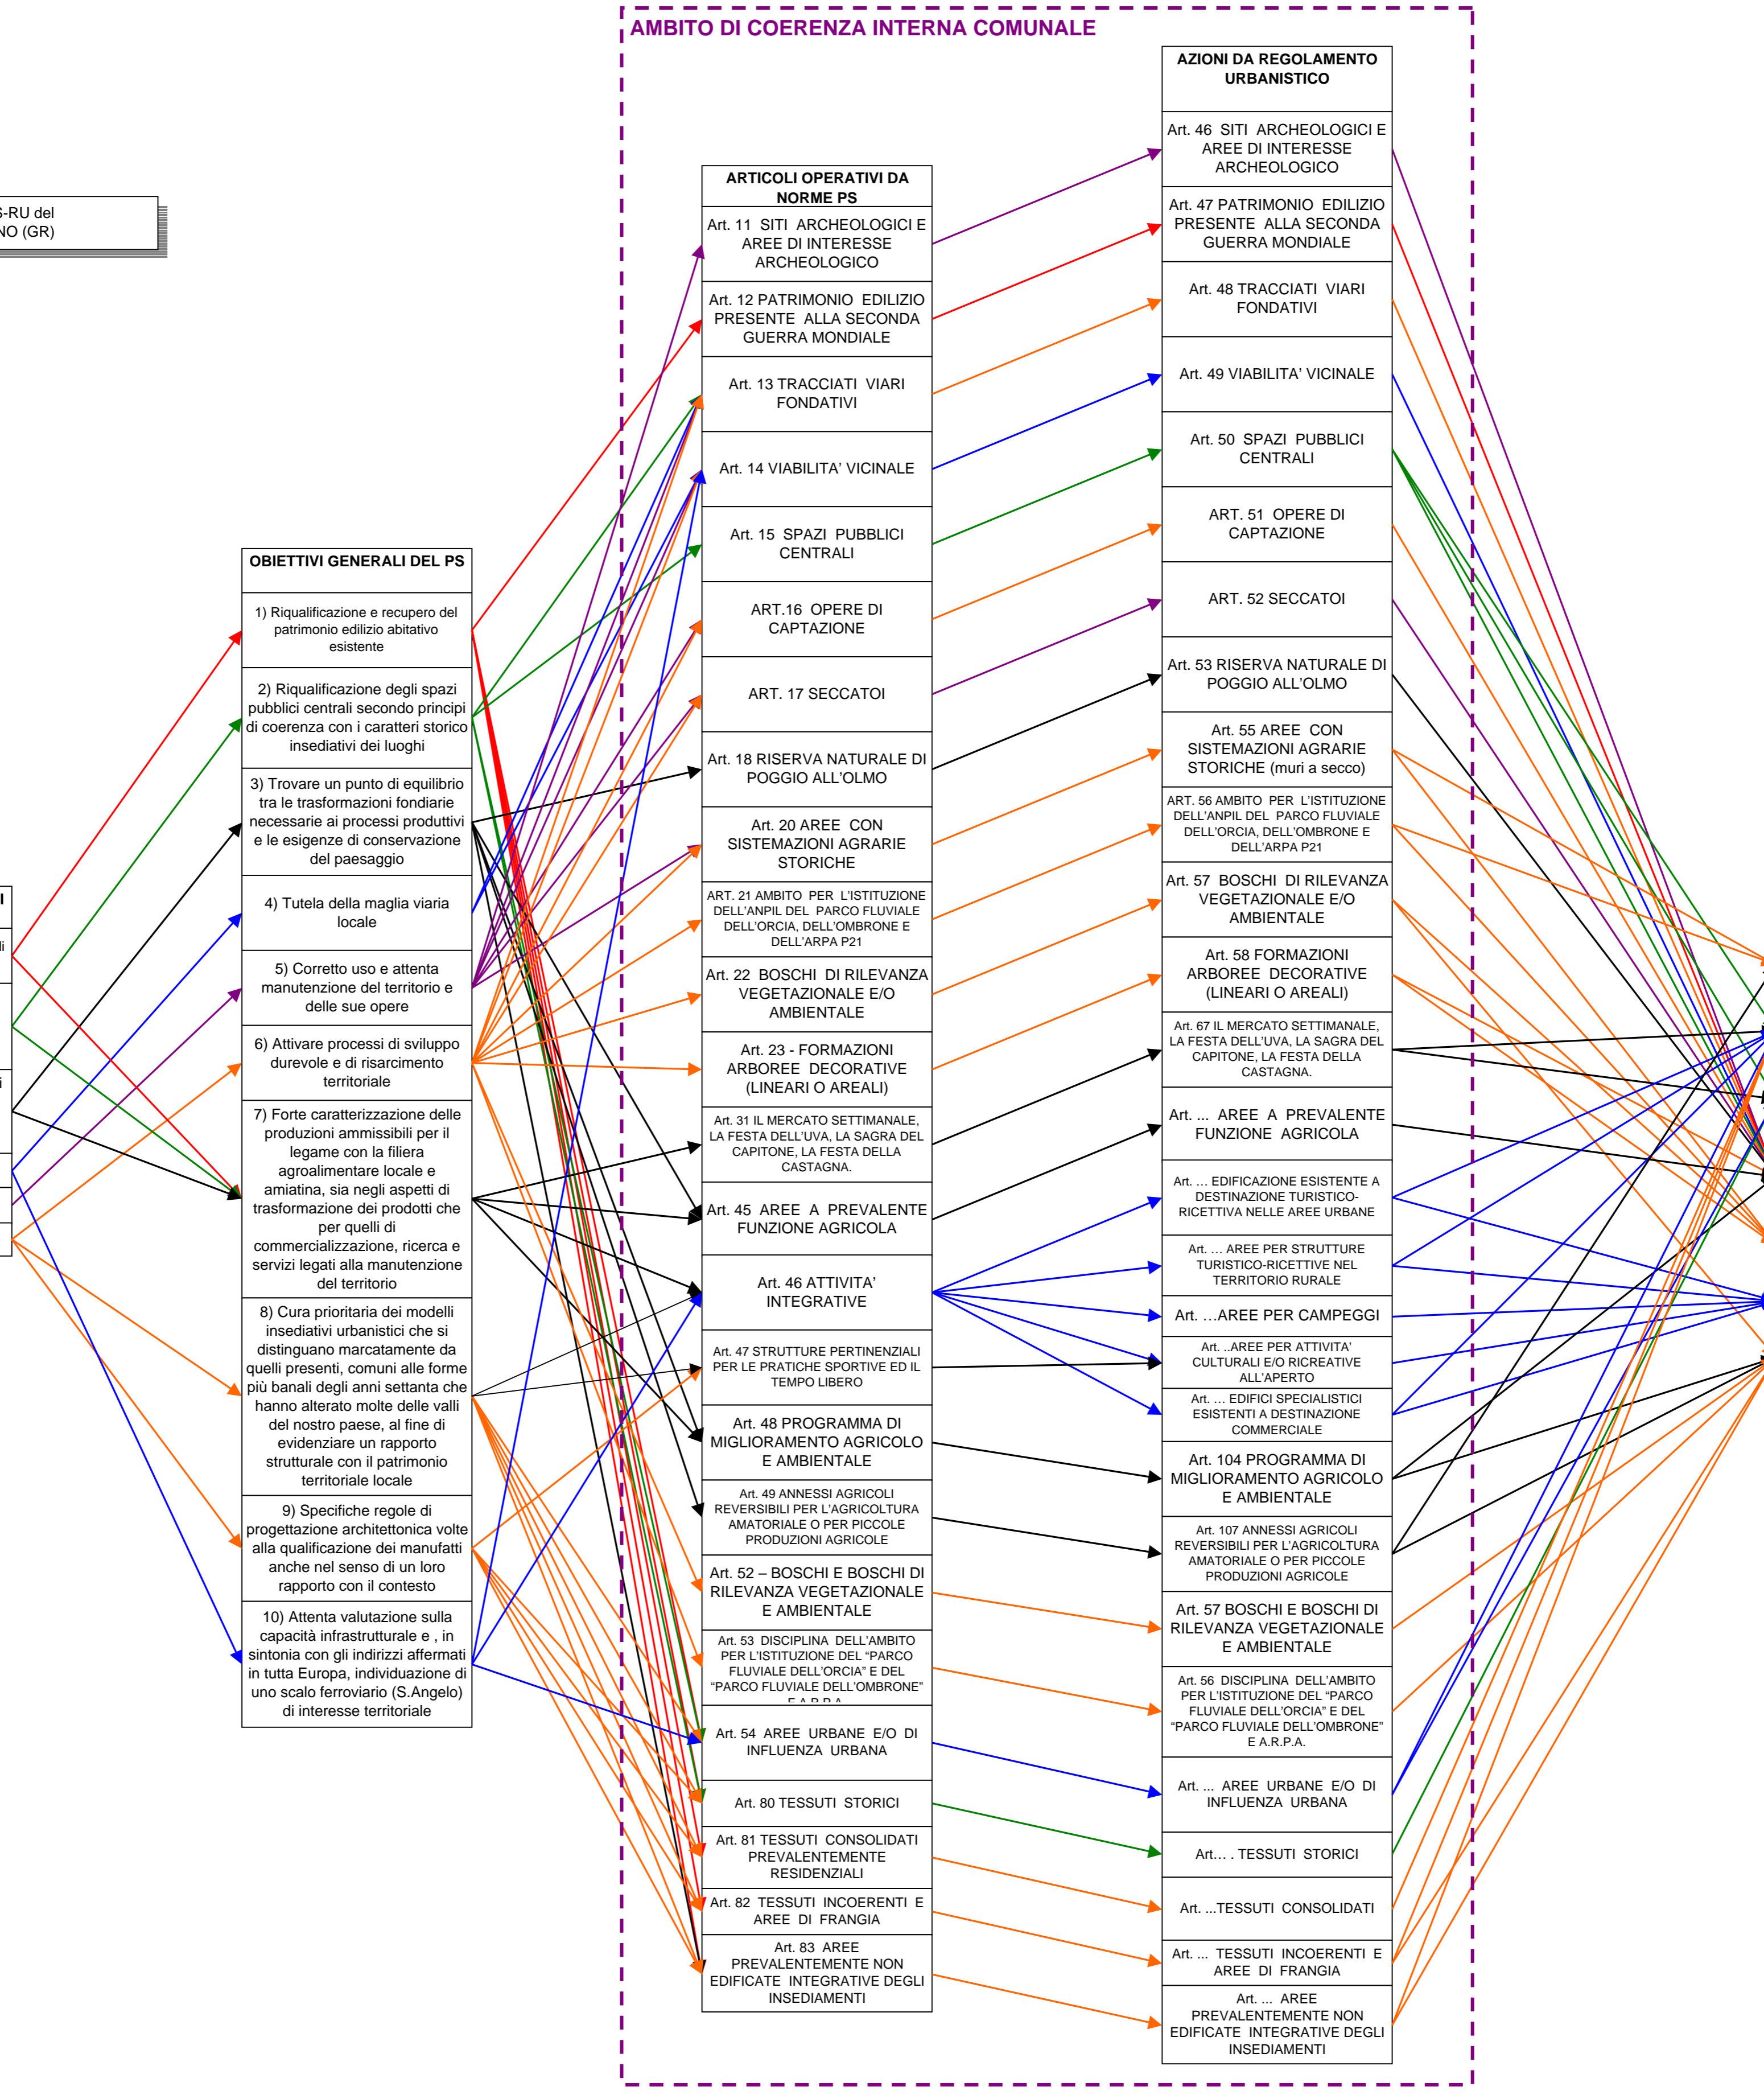 AMBITO DI COERENZA INTERNA COMUNALE
S-RU del
NO (GR)
I
li
i
OBIETTIVI GENERALI DEL PS
1) Riqualificazione e recupero del
patrimonio edilizio abitativo
esistente
2) Riqualificazione degli spazi
pubblici centrali secondo principi
di coerenza con i caratteri storico
insediativi dei luoghi
3) Trovare un punto di equilibrio
tra le trasformazioni fondiarie
necessarie ai processi produttivi
e le esigenze di conservazione
del paesaggio
4) Tutela della maglia viaria
locale
5) Corretto uso e attenta
manutenzione del territorio e
delle sue opere
6) Attivare processi di sviluppo
durevole e di risarcimento
territoriale
7) Forte caratterizzazione delle
produzioni ammissibili per il
legame con la filiera
agroalimentare locale e
amiatina, sia negli aspetti di
trasformazione dei prodotti che
per quelli di
commercializzazione, ricerca e
servizi legati alla manutenzione
del territorio
8) Cura prioritaria dei modelli
insediativi urbanistici che si
distinguano marcatamente da
quelli presenti, comuni alle forme
più banali degli anni settanta che
hanno alterato molte delle valli
del nostro paese, al fine di
evidenziare un rapporto
strutturale con il patrimonio
territoriale locale
9) Specifiche regole di
progettazione architettonica volte
alla qualificazione dei manufatti
anche nel senso di un loro
rapporto con il contesto
10) Attenta valutazione sulla
capacità infrastrutturale e , in
sintonia con gli indirizzi affermati
in tutta Europa, individuazione di
uno scalo ferroviario (S.Angelo)
di interesse territoriale
ARTICOLI OPERATIVI DA
NORME PS
Art. 11 SITI ARCHEOLOGICI E
AREE DI INTERESSE
ARCHEOLOGICO
Art. 12 PATRIMONIO EDILIZIO
PRESENTE ALLA SECONDA
GUERRA MONDIALE
Art. 13 TRACCIATI VIARI
FONDATIVI
Art. 14 VIABILITA' VICINALE
Art. 15 SPAZI PUBBLICI
CENTRALI
ART.16 OPERE DI
CAPTAZIONE
ART. 17 SECCATOI
Art. 18 RISERVA NATURALE DI
POGGIO ALL'OLMO
Art. 20 AREE CON
SISTEMAZIONI AGRARIE
STORICHE
ART. 21 AMBITO PER L'ISTITUZIONE
DELL'ANPIL DEL PARCO FLUVIALE
DELL'ORCIA, DELL'OMBRONE E
DELL'ARPA P21
Art. 22 BOSCHI DI RILEVANZA
VEGETAZIONALE E/O
AMBIENTALE
Art. 23 - FORMAZIONI
ARBOREE DECORATIVE
(LINEARI O AREALI)
Art. 31 IL MERCATO SETTIMANALE,
LA FESTA DELL'UVA, LA SAGRA DEL
CAPITONE, LA FESTA DELLA
CASTAGNA.
Art. 45 AREE A PREVALENTE
FUNZIONE AGRICOLA
Art. 46 ATTIVITA'
INTEGRATIVE
Art. 47 STRUTTURE PERTINENZIALI
PER LE PRATICHE SPORTIVE ED IL
TEMPO LIBERO
Art. 48 PROGRAMMA DI
MIGLIORAMENTO AGRICOLO
E AMBIENTALE
Art. 49 ANNESSI AGRICOLI
REVERSIBILI PER L'AGRICOLTURA
AMATORIALE O PER PICCOLE
PRODUZIONI AGRICOLE
Art. 52 – BOSCHI E BOSCHI DI
RILEVANZA VEGETAZIONALE
E AMBIENTALE
Art. 53 DISCIPLINA DELL'AMBITO
PER L'ISTITUZIONE DEL “PARCO
FLUVIALE DELL'ORCIA” E DEL
“PARCO FLUVIALE DELL'OMBRONE”
E A.R.P.A.
Art. 54 AREE URBANE E/O DI
INFLUENZA URBANA
Art. 80 TESSUTI STORICI
Art. 81 TESSUTI CONSOLIDATI
PREVALENTEMENTE
RESIDENZIALI
Art. 82 TESSUTI INCOERENTI E
AREE DI FRANGIA
Art. 83 AREE
PREVALENTEMENTE NON
EDIFICATE INTEGRATIVE DEGLI
INSEDIAMENTI
AZIONI DA REGOLAMENTO
URBANISTICO
Art. 46 SITI ARCHEOLOGICI E
AREE DI INTERESSE
ARCHEOLOGICO
Art. 47 PATRIMONIO EDILIZIO
PRESENTE ALLA SECONDA
GUERRA MONDIALE
Art. 48 TRACCIATI VIARI
FONDATIVI
Art. 49 VIABILITA' VICINALE
Art. 50 SPAZI PUBBLICI
CENTRALI
ART. 51 OPERE DI
CAPTAZIONE
ART. 52 SECCATOI
Art. 53 RISERVA NATURALE DI
POGGIO ALL'OLMO
Art. 55 AREE CON
SISTEMAZIONI AGRARIE
STORICHE (muri a secco)
ART. 56 AMBITO PER L'ISTITUZIONE
DELL'ANPIL DEL PARCO FLUVIALE
DELL'ORCIA, DELL'OMBRONE E
DELL'ARPA P21
Art. 57 BOSCHI DI RILEVANZA
VEGETAZIONALE E/O
AMBIENTALE
Art. 58 FORMAZIONI
ARBOREE DECORATIVE
(LINEARI O AREALI)
Art. 67 IL MERCATO SETTIMANALE,
LA FESTA DELL'UVA, LA SAGRA DEL
CAPITONE, LA FESTA DELLA
CASTAGNA.
Art. ... AREE A PREVALENTE
FUNZIONE AGRICOLA
Art. … EDIFICAZIONE ESISTENTE A
DESTINAZIONE TURISTICO-
RICETTIVA NELLE AREE URBANE
Art. … AREE PER STRUTTURE
TURISTICO-RICETTIVE NEL
TERRITORIO RURALE
Art. …AREE PER CAMPEGGI
Art. ..AREE PER ATTIVITA'
CULTURALI E/O RICREATIVE
ALL'APERTO
Art. … EDIFICI SPECIALISTICI
ESISTENTI A DESTINAZIONE
COMMERCIALE
Art. 104 PROGRAMMA DI
MIGLIORAMENTO AGRICOLO
E AMBIENTALE
Art. 107 ANNESSI AGRICOLI
REVERSIBILI PER L'AGRICOLTURA
AMATORIALE O PER PICCOLE
PRODUZIONI AGRICOLE
Art. 57 BOSCHI E BOSCHI DI
RILEVANZA VEGETAZIONALE
E AMBIENTALE
Art. 56 DISCIPLINA DELL'AMBITO
PER L'ISTITUZIONE DEL “PARCO
FLUVIALE DELL'ORCIA” E DEL
“PARCO FLUVIALE DELL'OMBRONE”
E A.R.P.A.
Art. ... AREE URBANE E/O DI
INFLUENZA URBANA
Art… . TESSUTI STORICI
Art. ...TESSUTI CONSOLIDATI
Art. ... TESSUTI INCOERENTI E
AREE DI FRANGIA
Art. ... AREE
PREVALENTEMENTE NON
EDIFICATE INTEGRATIVE DEGLI
INSEDIAMENTI